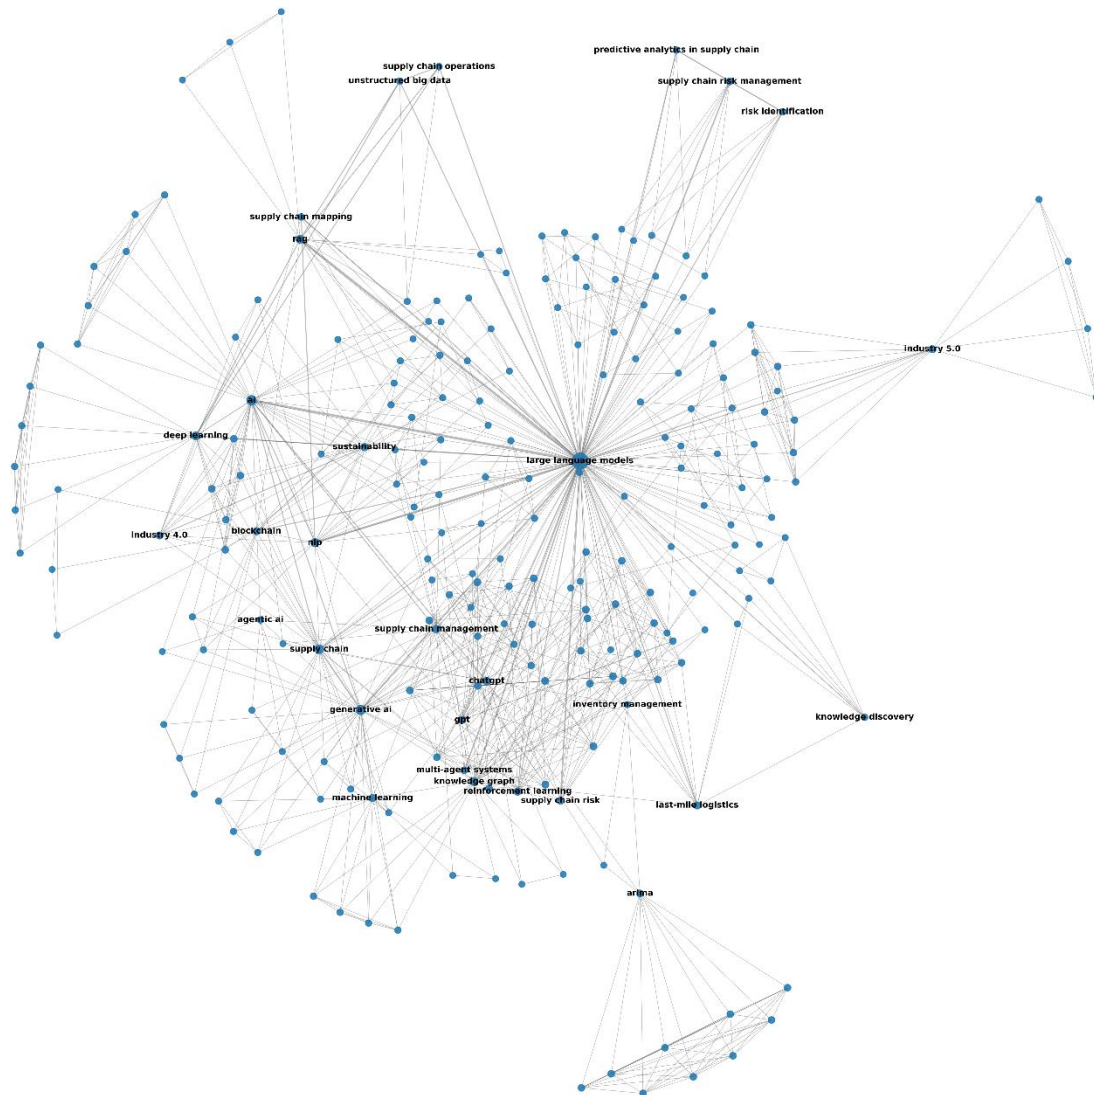 predictive analytics in supply chain
supply chain operations
unstructured big data
supply chain risk management
risk identification
supply chain mapping
rag
industry 5.0
ai
deep learning
sustainability
large language models
industry 4.0
blockchain
nlp
agentic ai
supply chain management
supply chain
chatgpt
inventory management
generative ai
gpt
knowledge discovery
multi-agent systems
knowledge graph
reinforcement learning
machine learning
supply chain risk
last-mile logistics
arima